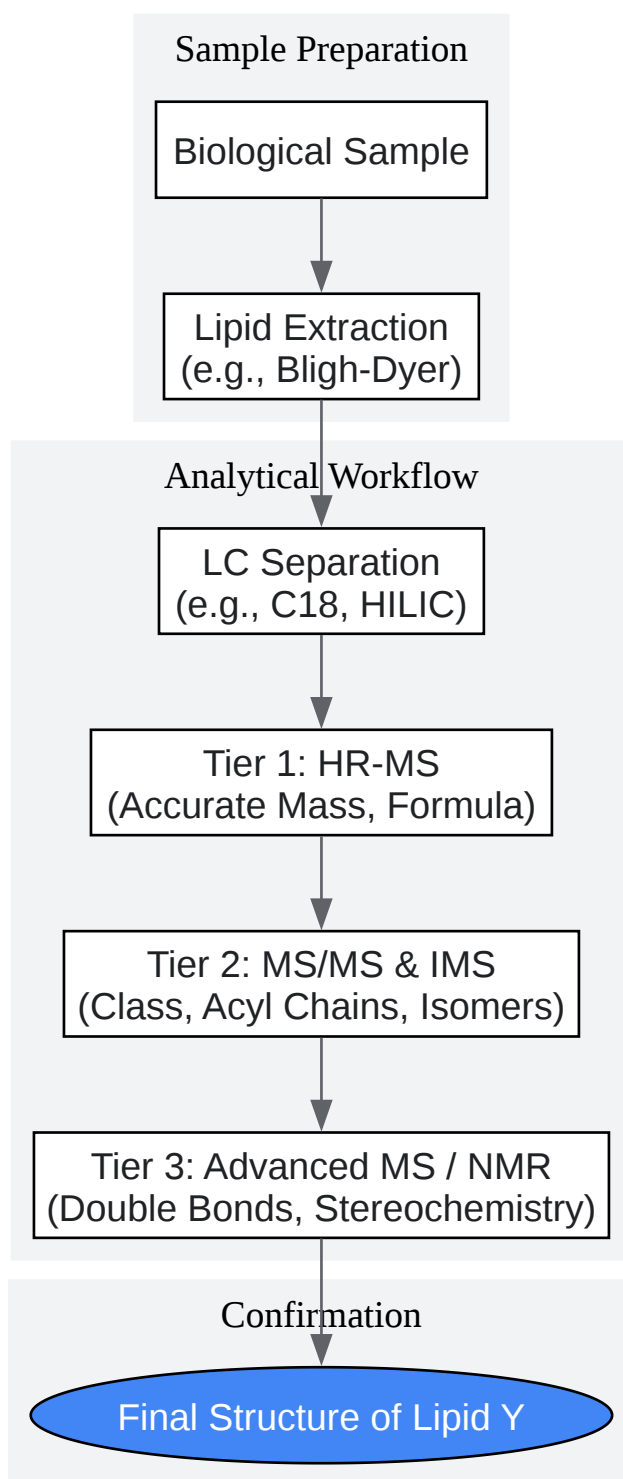 Sample Preparation
Biological Sample
Lipid Extraction
(e.g., Bligh-Dyer)
Analytical Workflow
LC Separation
(e.g., C18, HILIC)
Tier 1: HR-MS
(Accurate Mass, Formula)
Tier 2: MS/MS & IMS
(Class, Acyl Chains, Isomers)
Tier 3: Advanced MS / NMR
(Double Bonds, Stereochemistry)
Confirmation
Final Structure of Lipid Y